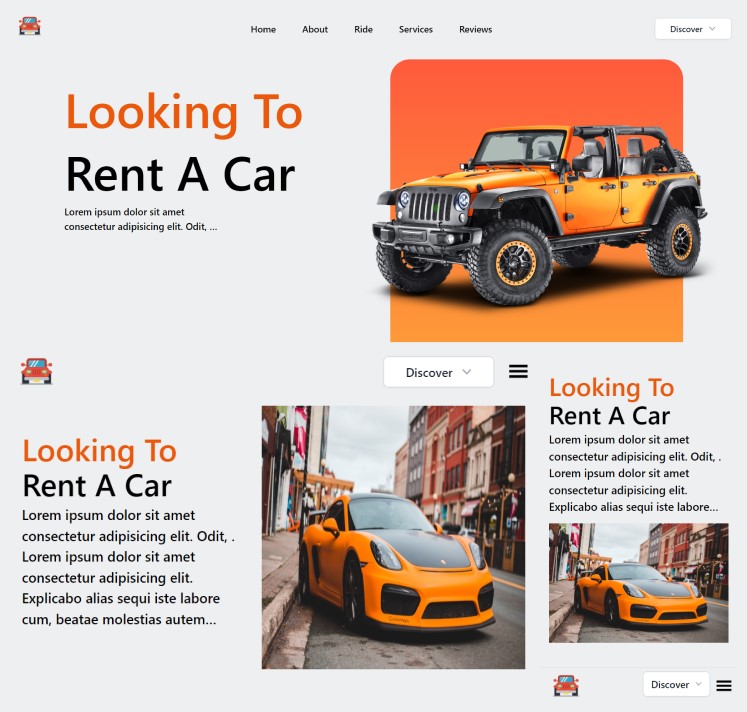 Home About Ride Services Reviews Discover
Looking To
Rent A Car
Lorem ipsum dolor sit amet
consectetur adipisicing elit. Odit, ...
Discover
Looking To
Rent A Car
Lorem ipsum dolor sit amet
consectetur adipisicing elit. Odit, .
Lorem ipsum dolor sit amet
consectetur adipisicing elit.
Explicabo alias sequi iste labore
cum, beatae molestias autem...
Looking To
Rent A Car
Lorem ipsum dolor sit amet
consectetur adipisicing elit. Odit, .
Lorem ipsum dolor sit amet
consectetur adipisicing elit.
Explicabo alias sequi iste labore...
Discover